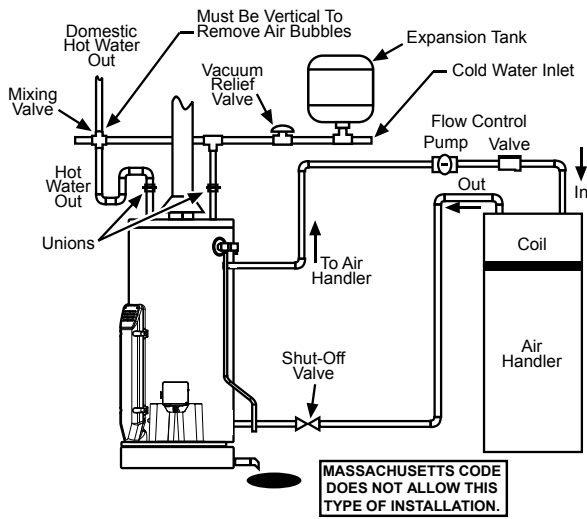 Domestic
Hot Water
Out
Must Be Vertical To
Remove Air Bubbles
Expansion Tank
Vacuum
Relief
Valve
Cold Water Inlet
Mixing
Valve
Flow Control
Pump
Valve
Hot
Water
Out
Out
In
Unions
Coil
To Air
Handler
Air
Handler
Shut-Off
Valve
MASSACHUSETTS CODE
DOES NOT ALLOW THIS
TYPE OF INSTALLATION.